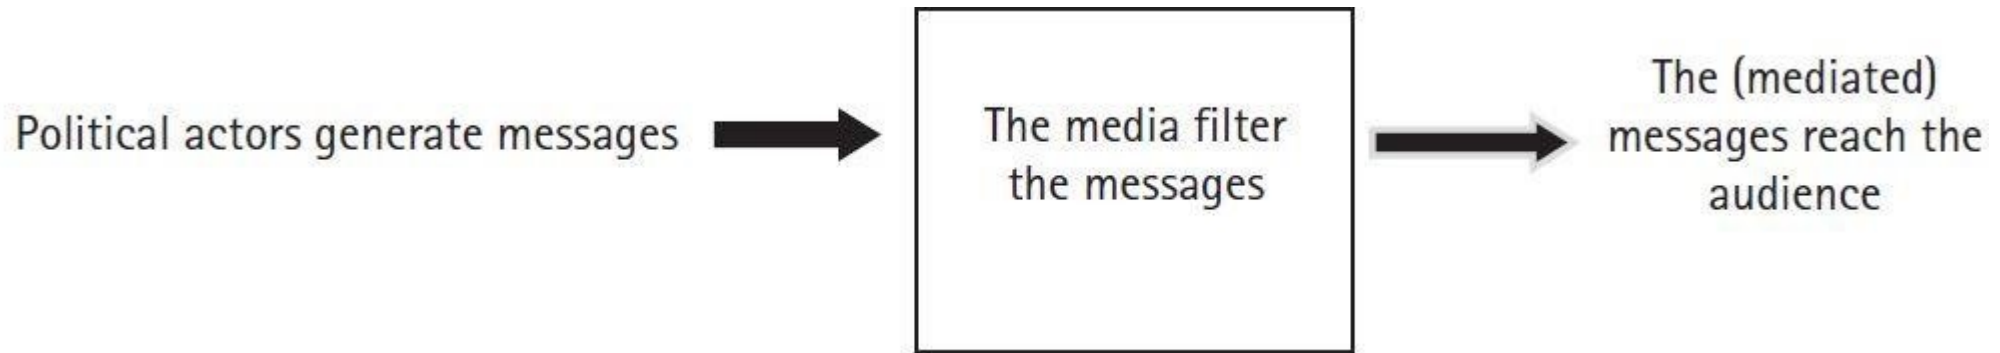 Political actors generate messages
The media filter
the messages
The (mediated)
messages reach the
audience